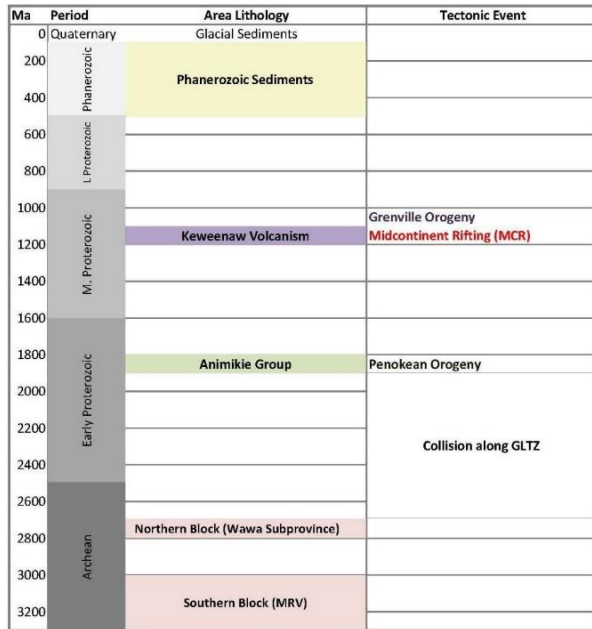 Ma Period Area Lithology Tectonic Event
0 Quaternary Glacial Sediments
200
Phanerozoic
Phanerozoic Sediments
400
600
L Proterozoic
800
1000
Grenville Orogeny
1200
Keweenaw Volcanism
Midcontinent Rifting (MCR)
M. Proterozoic
1400
1600
1800
Animikie Group
Penokean Orogeny
2000
Early Proterozoic
2200
Collision along GLTZ
2400
2600
Northern Block (Wawa Subprovince)
2800
Archean
3000
Southern Block (MRV)
3200